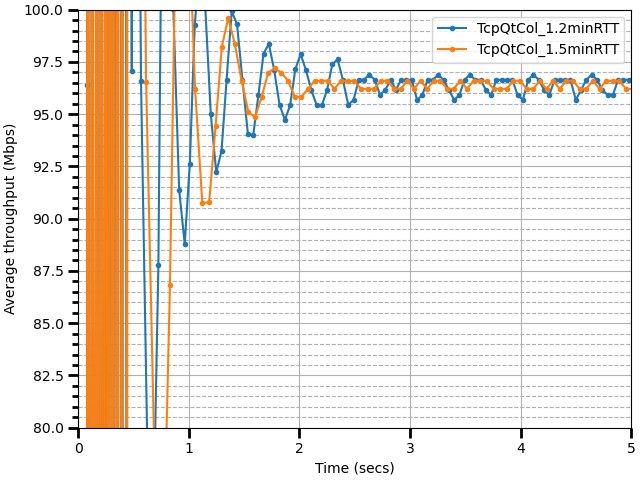 100.0
97.5
95.0
92.5
90.0
87.5
85.0
82.5
80.0
Average throughput (Mbps)
TcpQtCol_1.2minRTT
TcpQtCol_1.5minRTT
0 1 2 3 4 5
Time (secs)